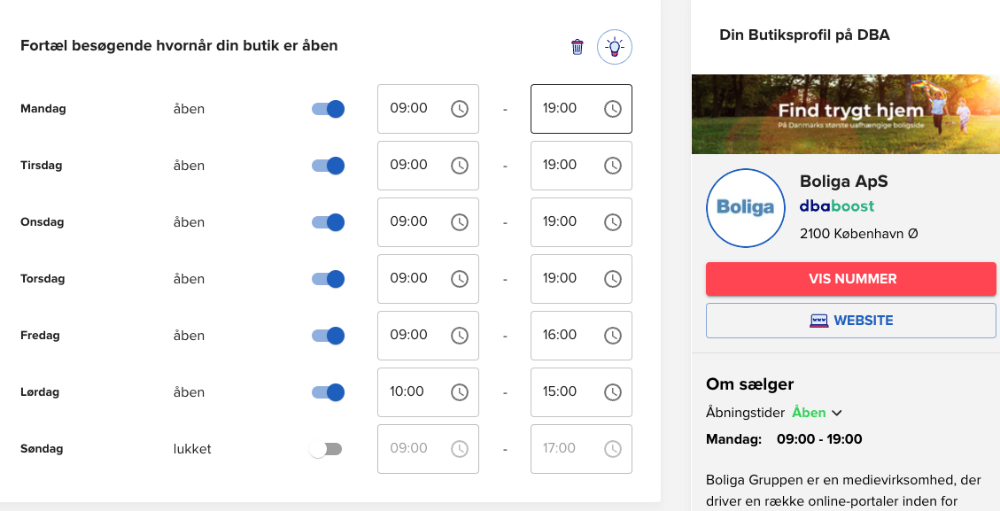 Fortæl besøgende hvornår din butik er åben
Mandag åben 09:00 - 19:00
Tirsdag åben 09:00 - 19:00
Onsdag åben 09:00 - 19:00
Torsdag åben 09:00 - 19:00
Fredag åben 09:00 - 16:00
Lørdag åben 10:00 - 15:00
Søndag lukket 09:00 - 17:00
Din Butiksprofil på DBA
Find trygt hjem
På Danmarks største uafhængige boligside
Boliga
Boliga ApS
dbaboost
2100 København Ø
VIS NUMMER
WEBSITE
Om sælger
Åbningstider Åben
Mandag: 09:00 - 19:00
Boliga Gruppen er en medievirksomhed, der
driver en række online-portaler inden for